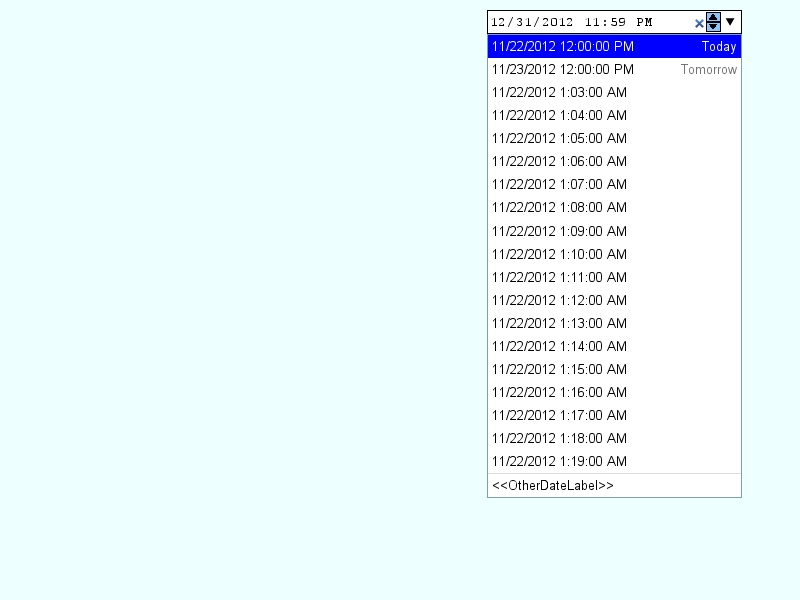 12/31/2012 11:59 PM
11/22/2012 12:00:00 PM Today
11/23/2012 12:00:00 PM Tomorrow
11/22/2012 1:03:00 AM
11/22/2012 1:04:00 AM
11/22/2012 1:05:00 AM
11/22/2012 1:06:00 AM
11/22/2012 1:07:00 AM
11/22/2012 1:08:00 AM
11/22/2012 1:09:00 AM
11/22/2012 1:10:00 AM
11/22/2012 1:11:00 AM
11/22/2012 1:12:00 AM
11/22/2012 1:13:00 AM
11/22/2012 1:14:00 AM
11/22/2012 1:15:00 AM
11/22/2012 1:16:00 AM
11/22/2012 1:17:00 AM
11/22/2012 1:18:00 AM
11/22/2012 1:19:00 AM
<<OtherDateLabel>>